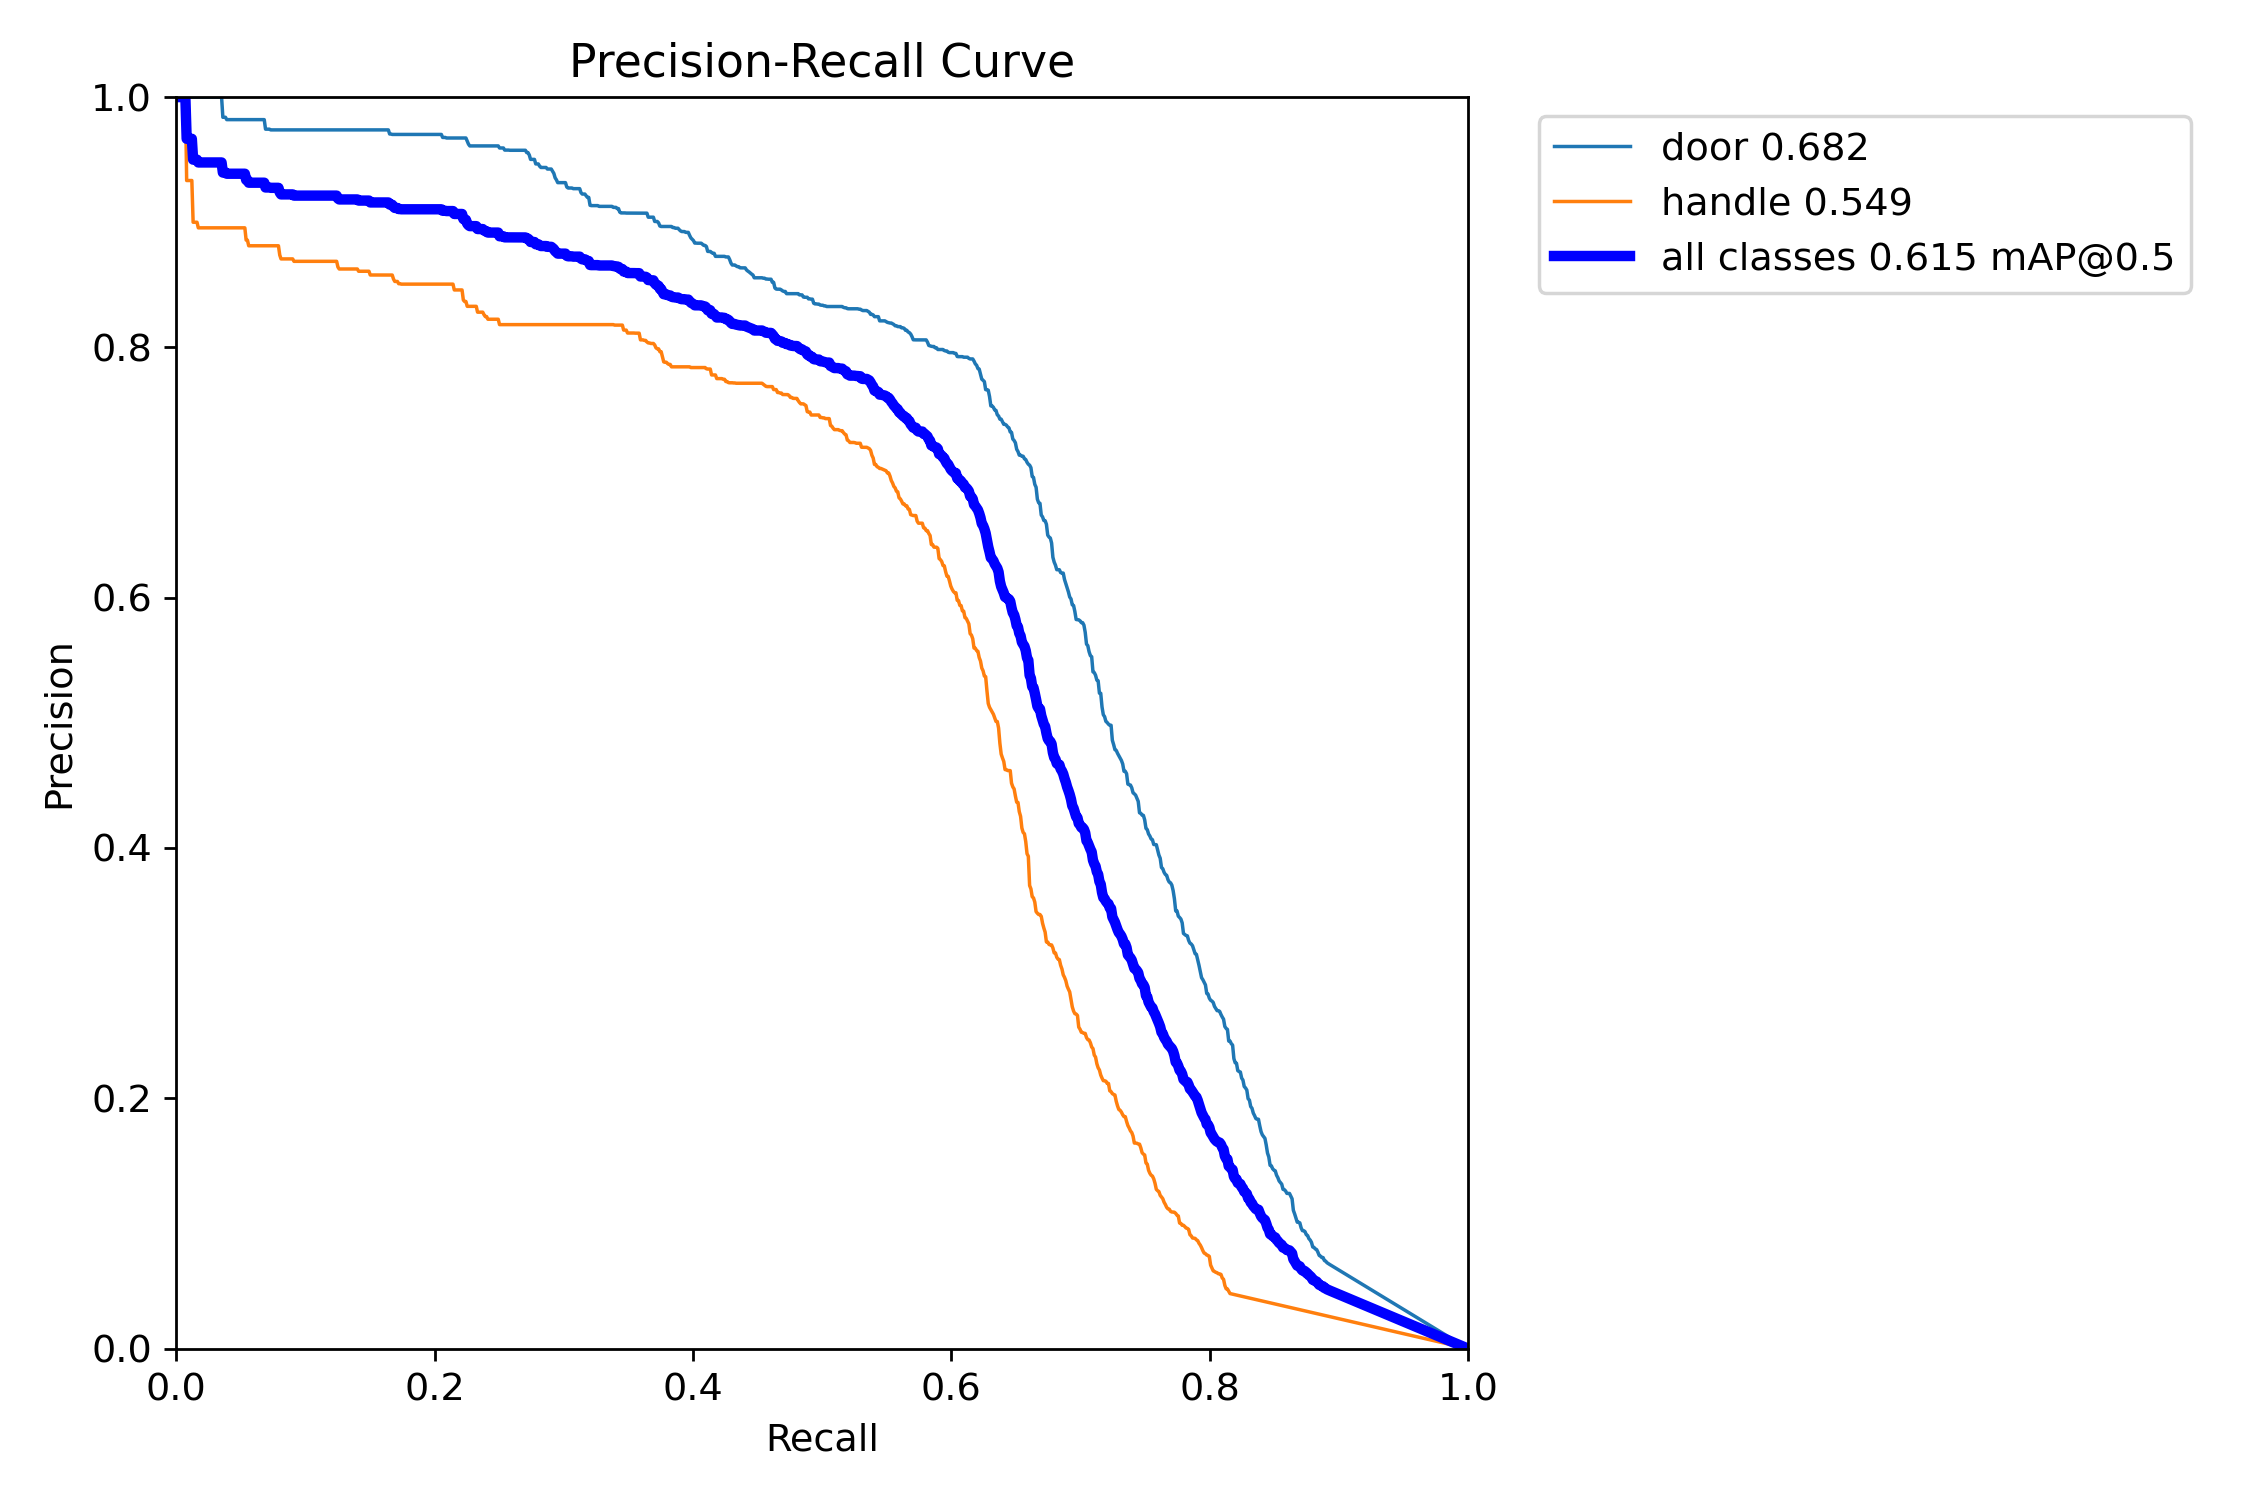 Precision-Recall Curve
door 0.682
handle 0.549
all classes 0.615 mAP@0.5
Precision
1.0
0.8
0.6
0.4
0.2
0.0
0.0 0.2 0.4 0.6 0.8 1.0
Recall